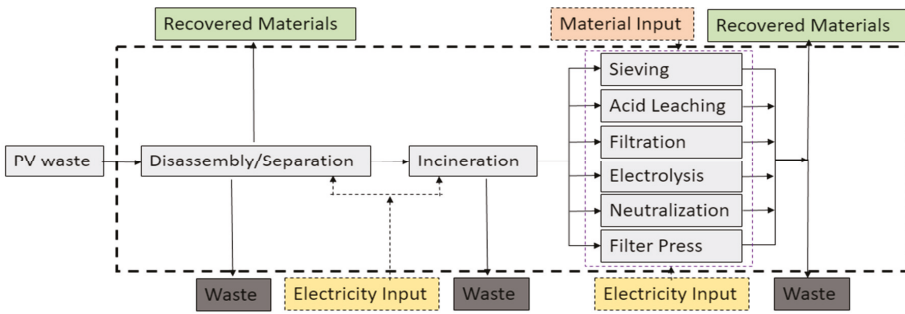 Recovered Materials
Material Input
Recovered Materials
Sieving
Acid Leaching
Filtration
PV waste
Disassembly/Separation
Incineration
Electrolysis
Neutralization
Filter Press
Waste
Electricity Input
Waste
Electricity Input
Waste